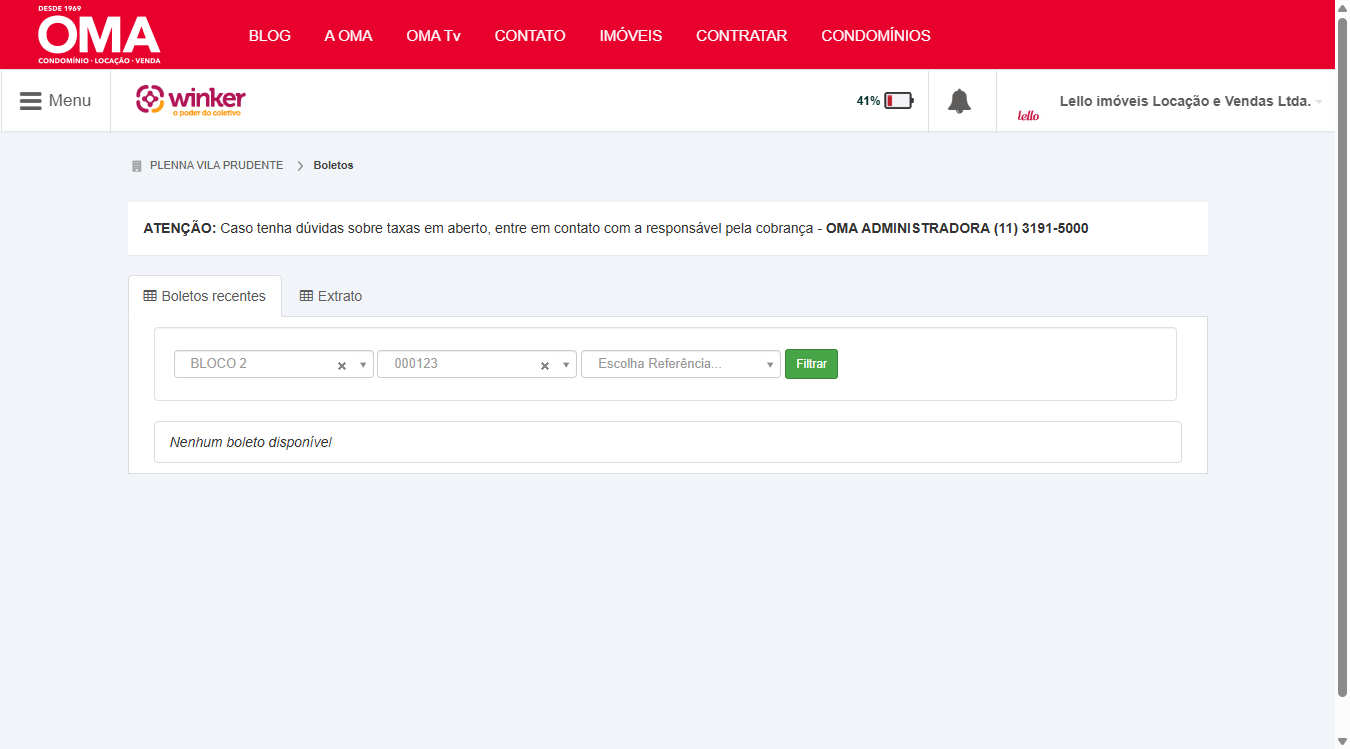 DESDE 1969
OMA
CONDOMÍNIO · LOCAÇÃO · VENDA
BLOG A OMA OMA Tv CONTATO IMÓVEIS CONTRATAR CONDOMÍNIOS
Menu
winker
o poder do coletivo
41%
lello
Lello imóveis Locação e Vendas Ltda.
PLENNA VILA PRUDENTE > Boletos
ATENÇÃO: Caso tenha dúvidas sobre taxas em aberto, entre em contato com a responsável pela cobrança - OMA ADMINISTRADORA (11) 3191-5000
Boletos recentes Extrato
BLOCO 2 × 000123 × Escolha Referência... Filtrar
Nenhum boleto disponível